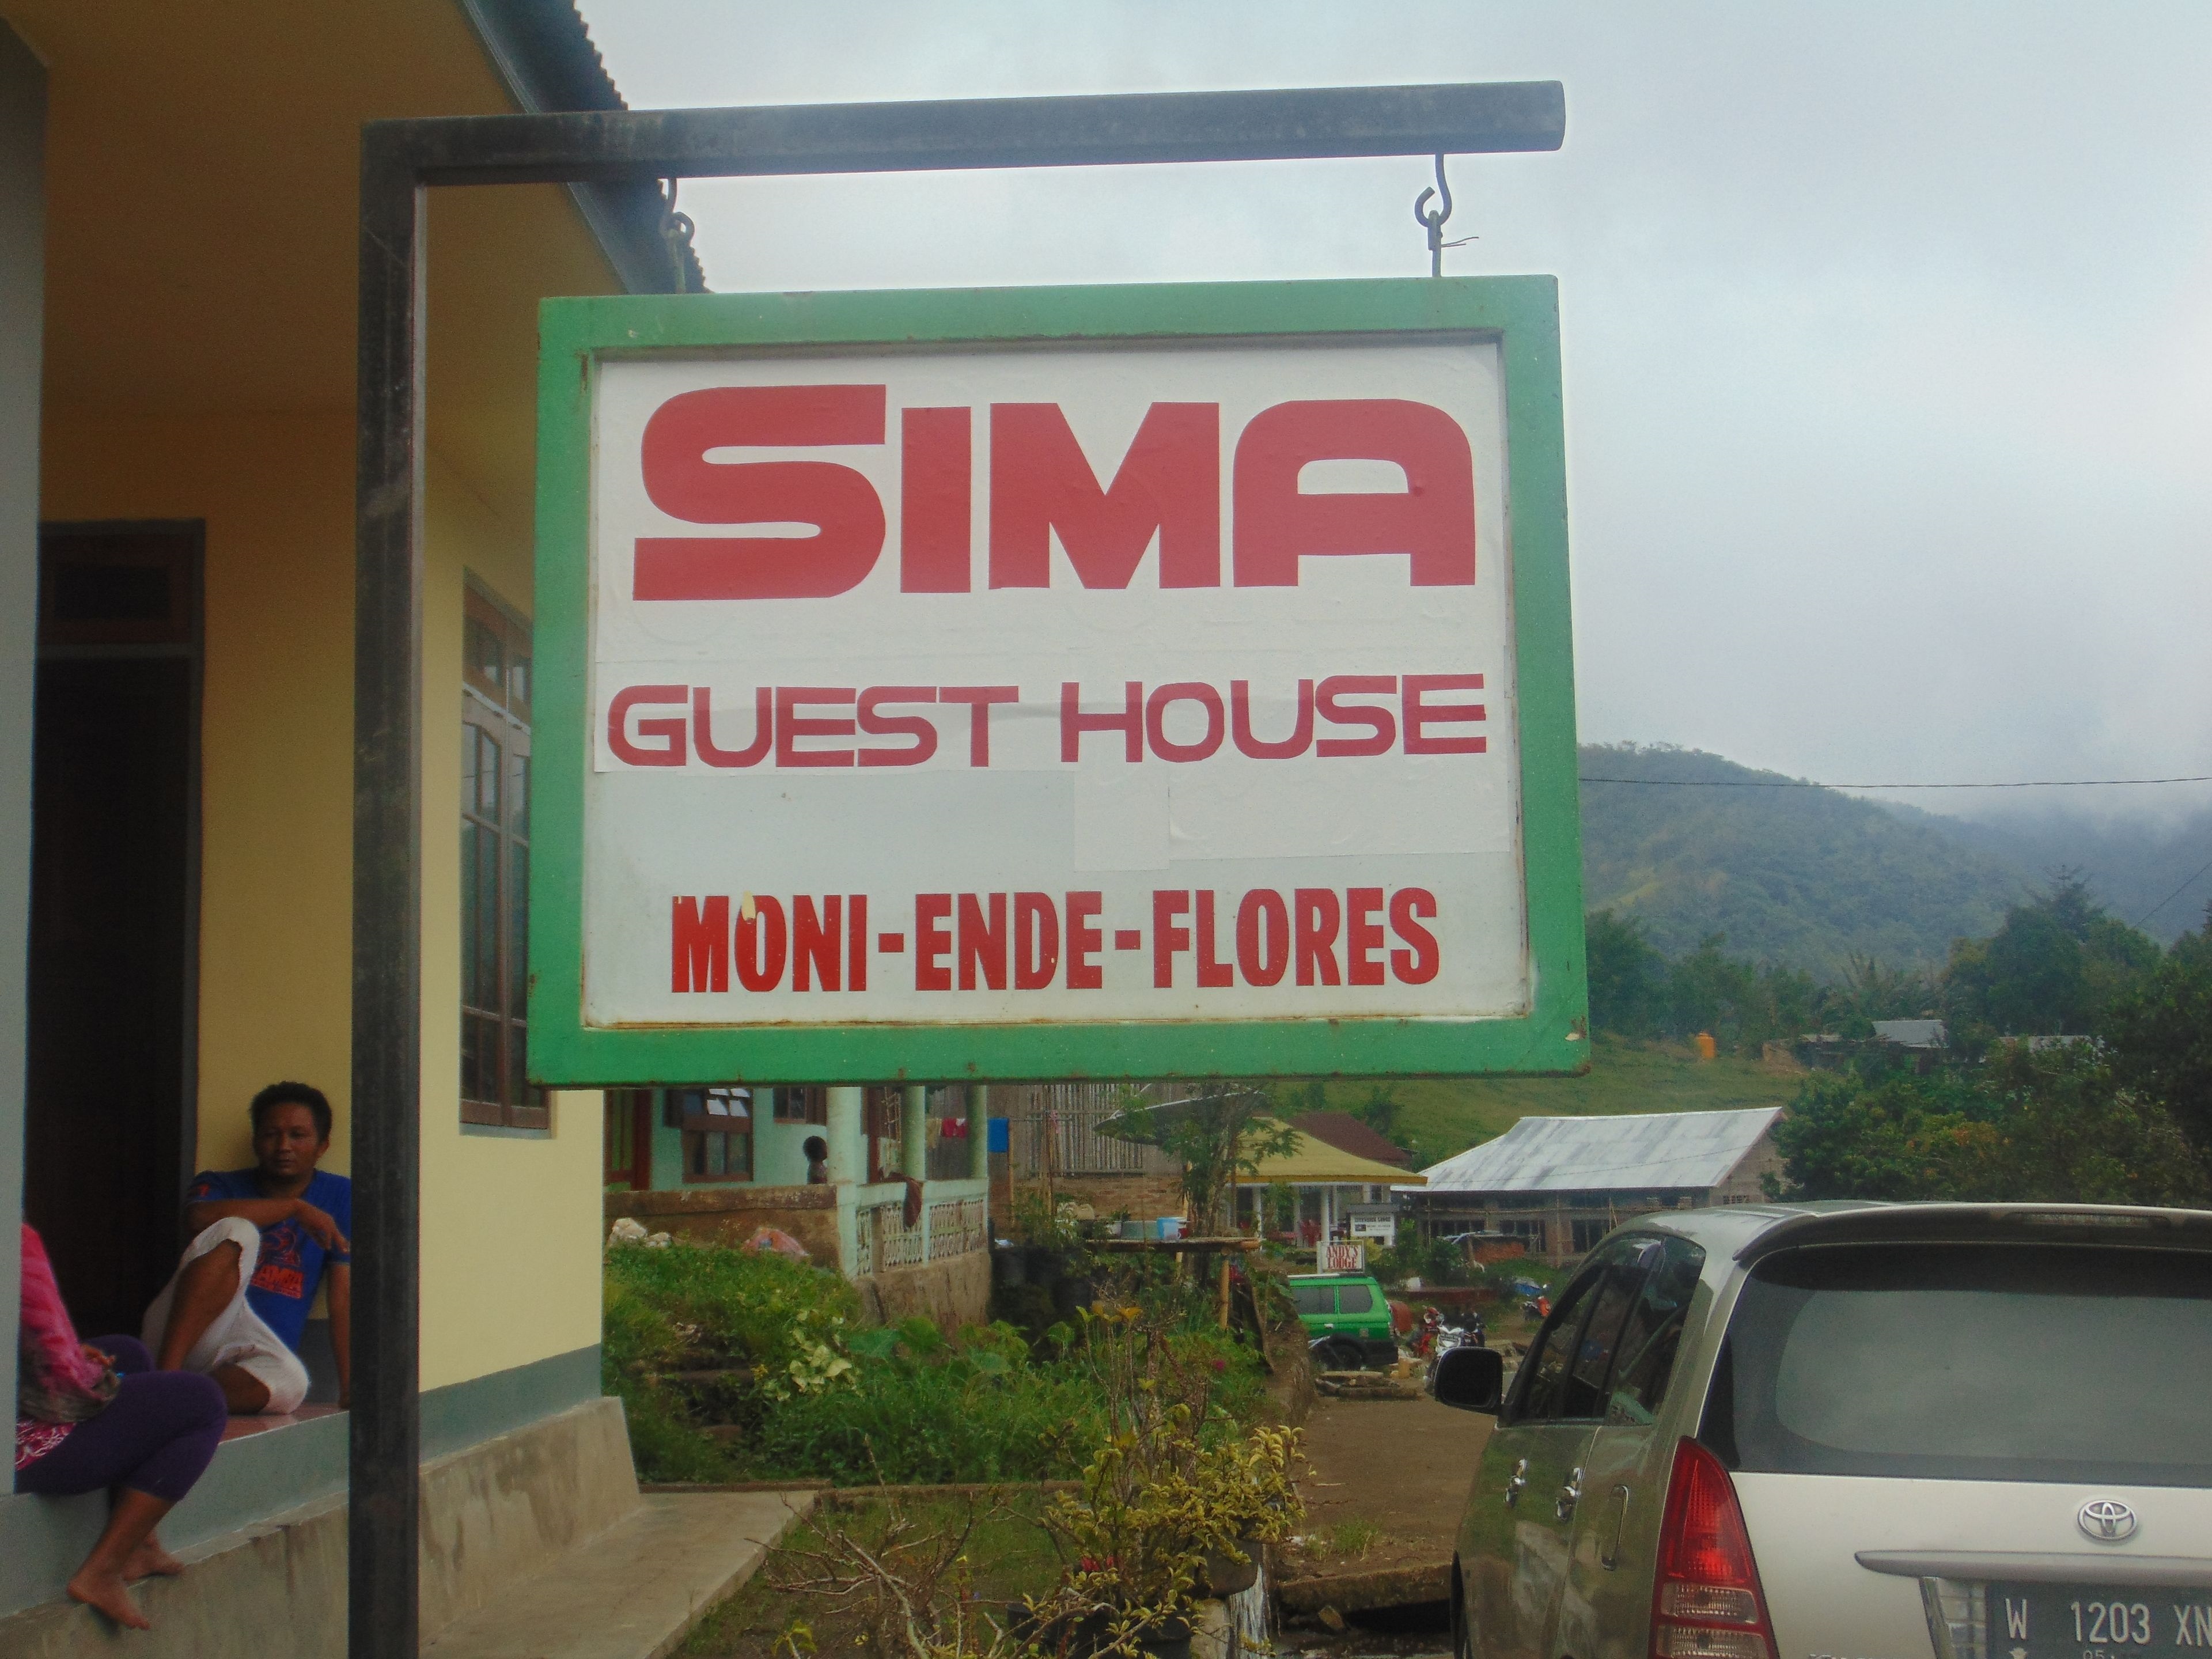 SIMA
GUEST HOUSE
MONI-ENDE-FLORES
ANDY'S
LODGE
W 1203 XN